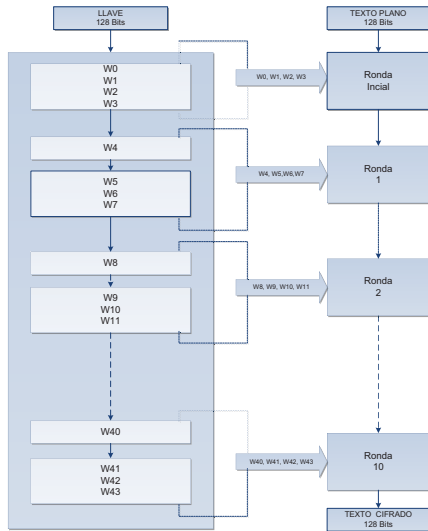 LLAVE
128 Bits
TEXTO PLANO
128 Bits
W0
W1
W2
W3
W0, W1, W2, W3
Ronda
Incial
W4
W5
W6
W7
W4, W5,W6,W7
Ronda
1
W8
W9
W10
W11
W8, W9, W10, W11
Ronda
2
W40
W41
W42
W43
W40, W41, W42, W43
Ronda
10
TEXTO CIFRADO
128 Bits